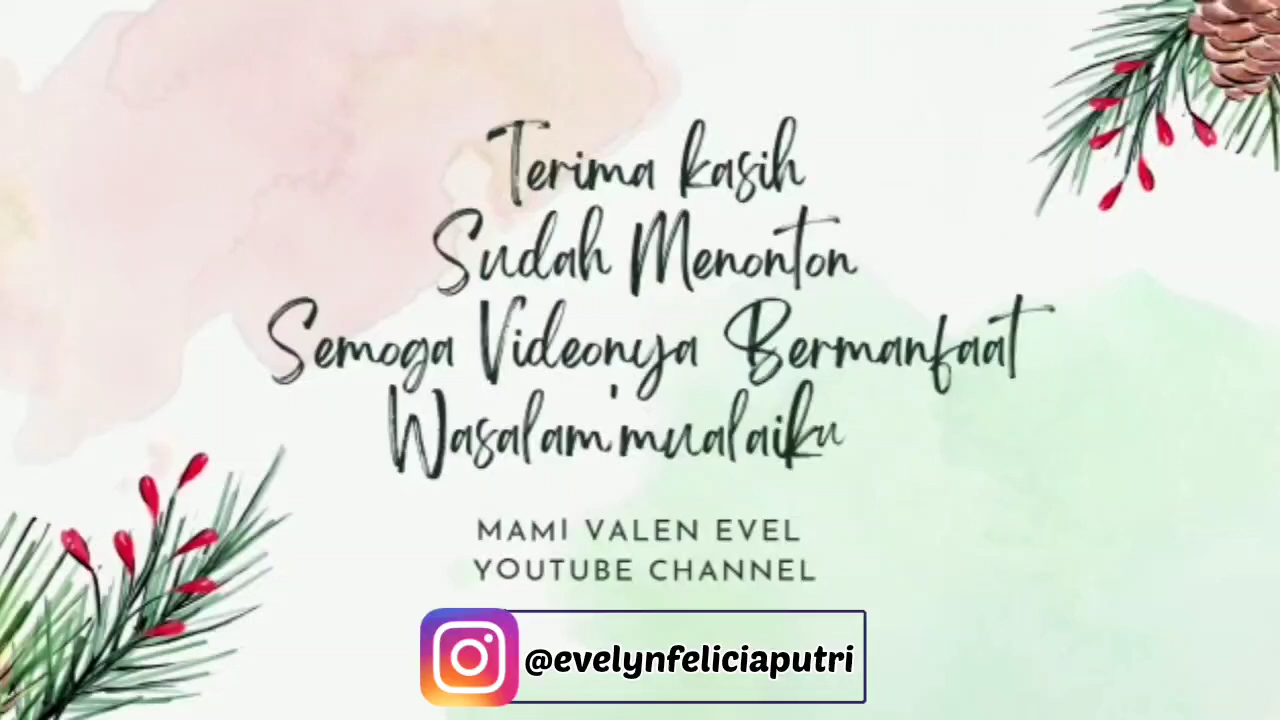 Terima kasih
Sudah Menonton
Semoga Videonya Bermanfaat
Wasalam'mualaiku
MAMI VALEN EVEL
YOUTUBE CHANNEL
@evelynfeliciaputri